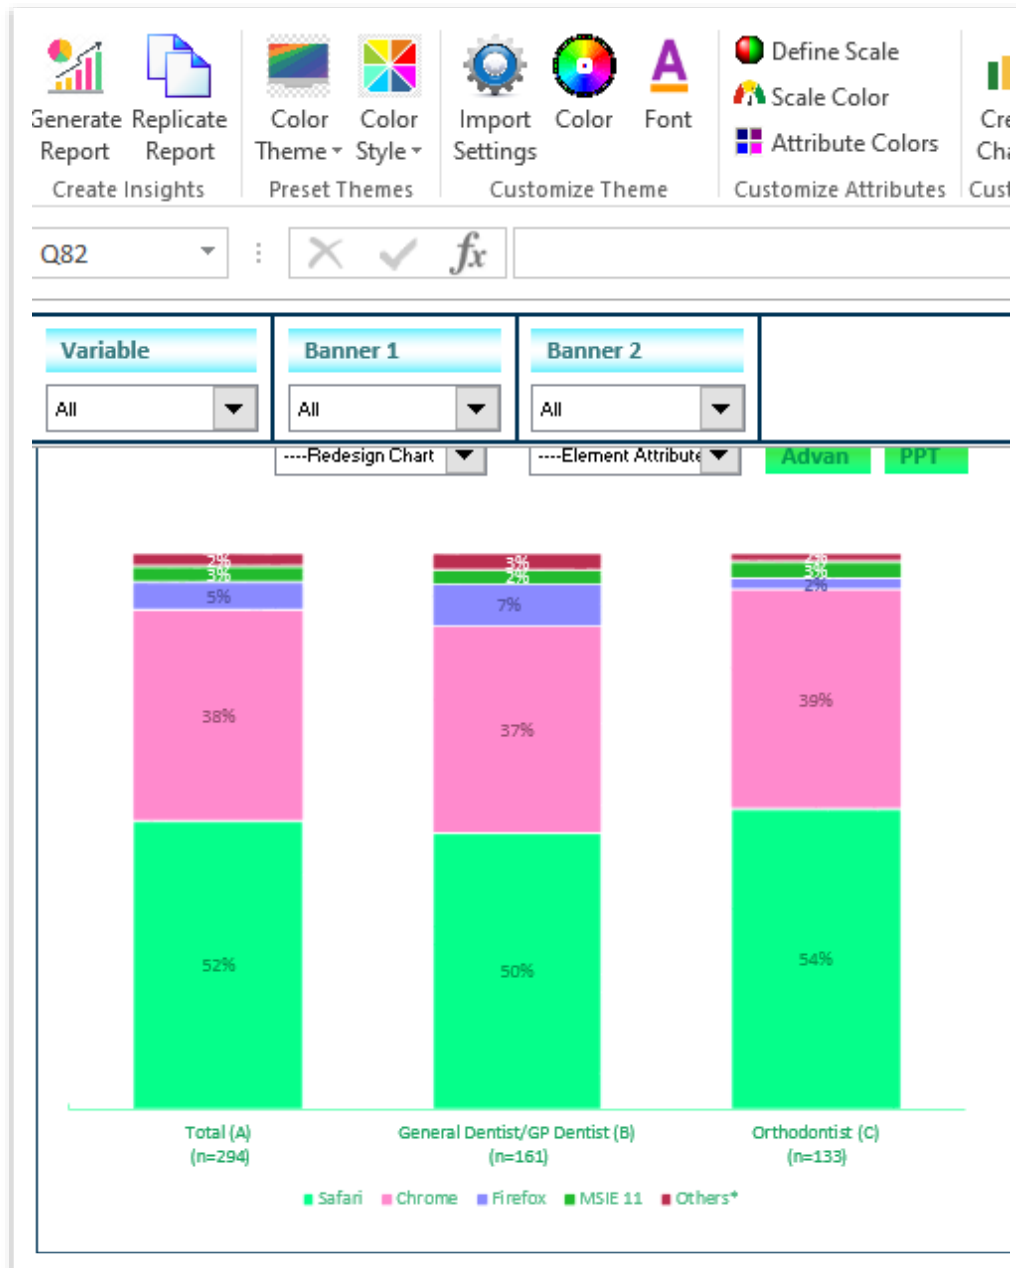 Generate Report
Replicate Report
Color Theme
Color Style
Import Settings
Color
Font
Define Scale
Scale Color
Attribute Colors
Create Insights
Preset Themes
Customize Theme
Customize Attributes
Q82
fx
Variable
Banner 1
Banner 2
All
All
All
----Redesign Chart
----Element Attribute
Advan
PPT
2%
3%
5%
38%
52%
3%
2%
7%
37%
50%
2%
3%
2%
39%
54%
Total (A)
(n=294)
General Dentist/GP Dentist (B)
(n=161)
Orthodontist (C)
(n=133)
Safari
Chrome
Firefox
MSIE 11
Others*